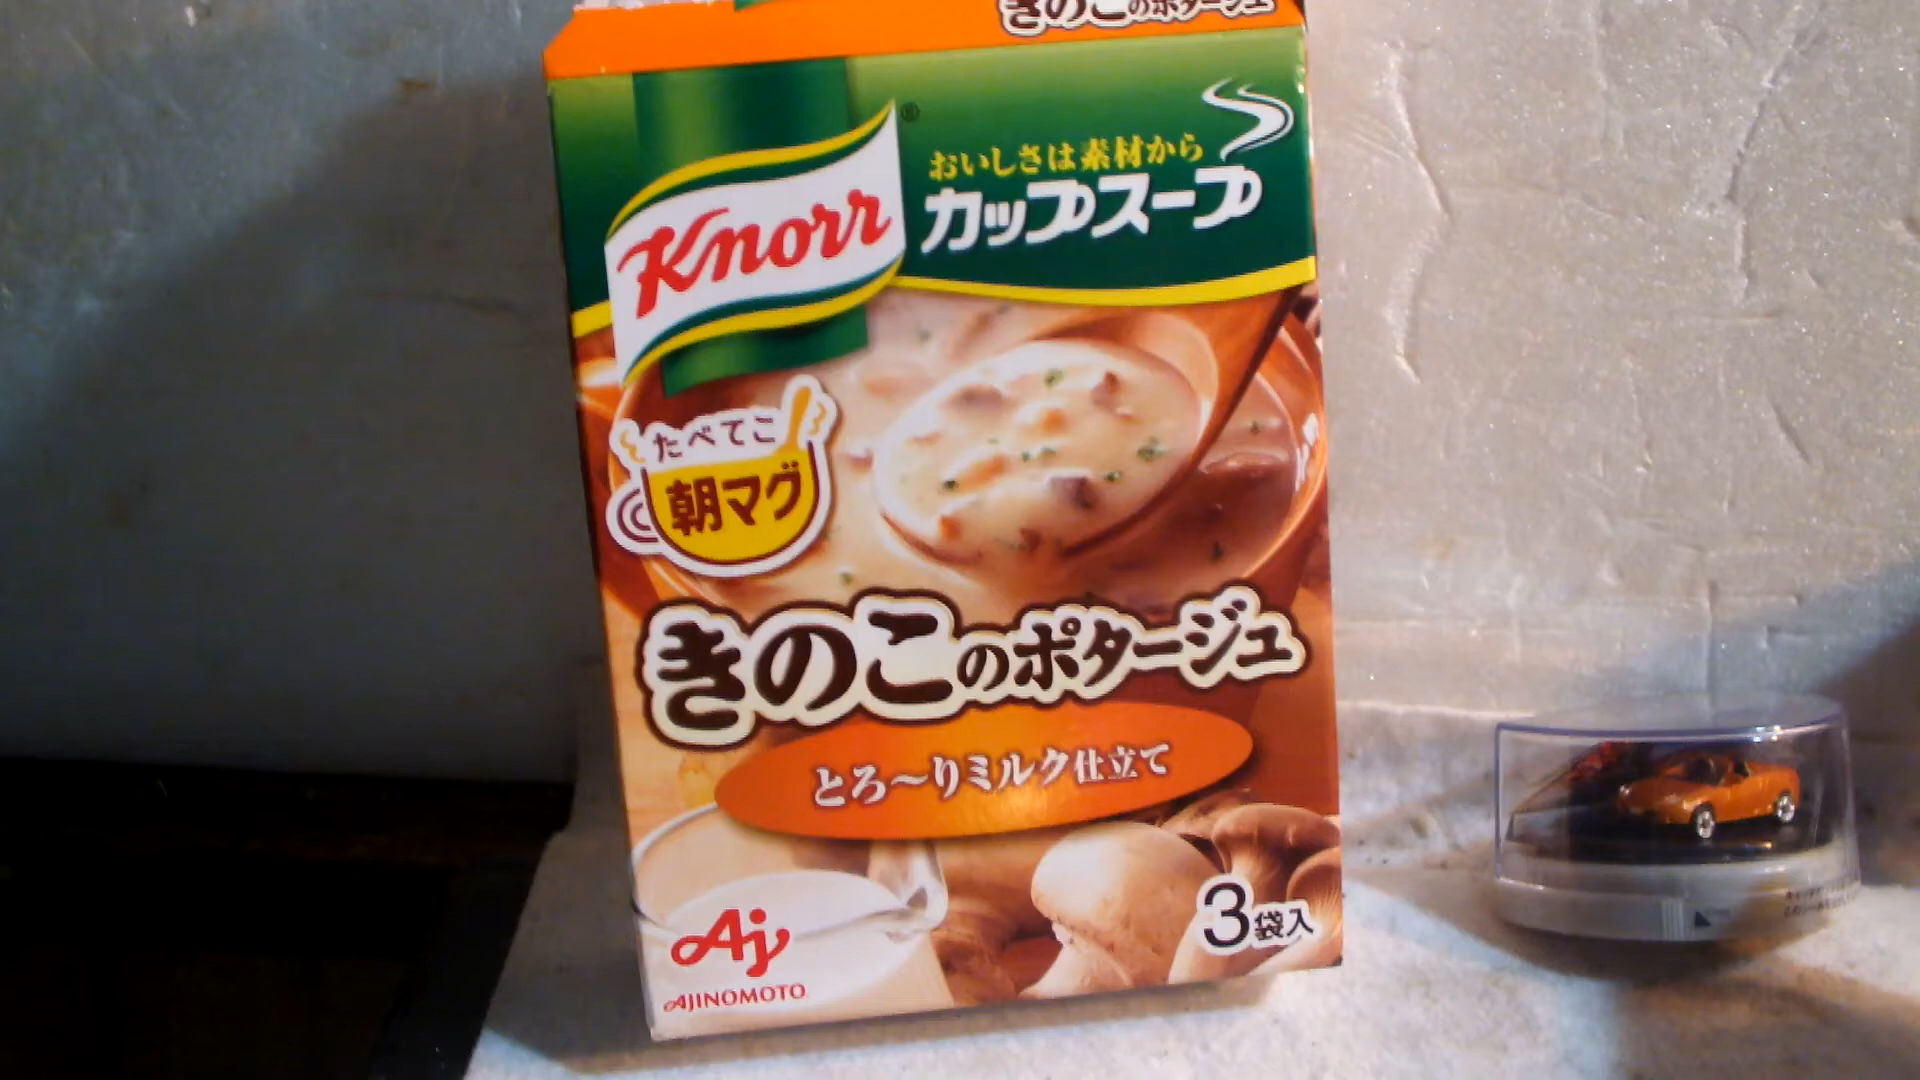 きのこのポタージュ
Knorr®
おいしさは素材から
カップスープ
たべてこ
朝マグ
きのこのポタージュ
とろ〜りミルク仕立て
3袋入
Aj
AJINOMOTO